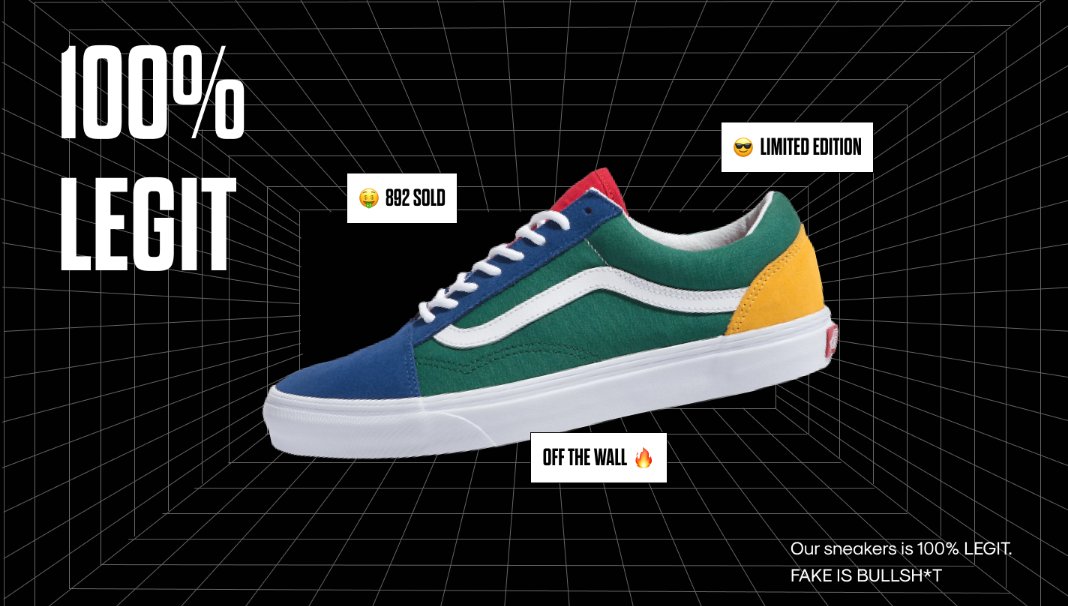 100%
LEGIT
😎 LIMITED EDITION
🤑 892 SOLD
OFF THE WALL 🔥
Our sneakers is 100% LEGIT.
FAKE IS BULLSH*T